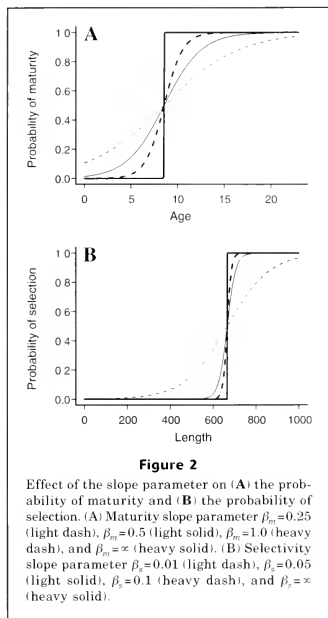 A
Probability of maturity
1 0
0.8
0 6
0 4
0.2
0.0
0
5
10
15
20
Age
B
Probability of selection
1 0
0.8
0 6
0 4
0.2
0.0
0
200
400
600
800
1000
Length
Figure 2
Effect of the slope parameter on (A) the prob-
ability of maturity and (B) the probability of
selection. (A) Maturity slope parameter βm=0.25
(light dash), βm=0.5 (light solid), βm=1.0 (heavy
dash), and βm=∞ (heavy solid). (B) Selectivity
slope parameter βs=0.01 (light dash), βs=0.05
(light solid), βs=0.1 (heavy dash), and βs=∞
(heavy solid).